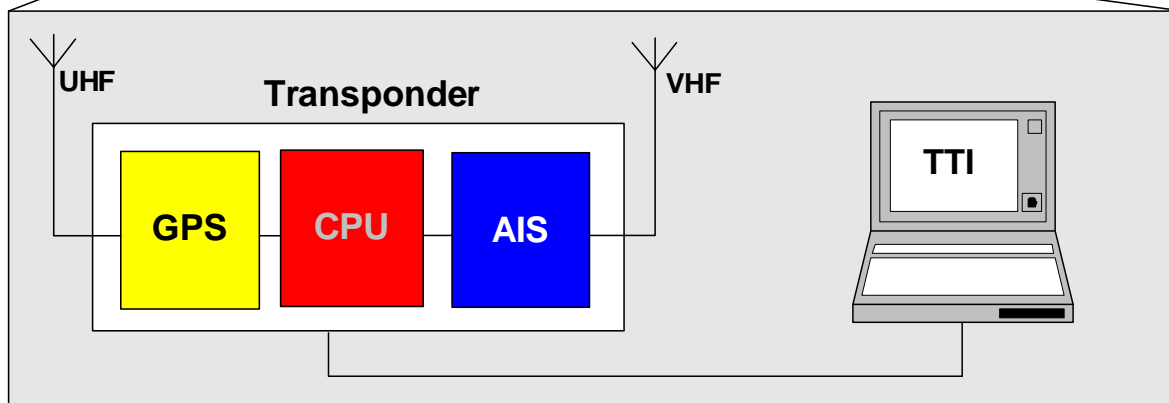 UHF
VHF
Transponder
TTI
GPS
CPU
AIS